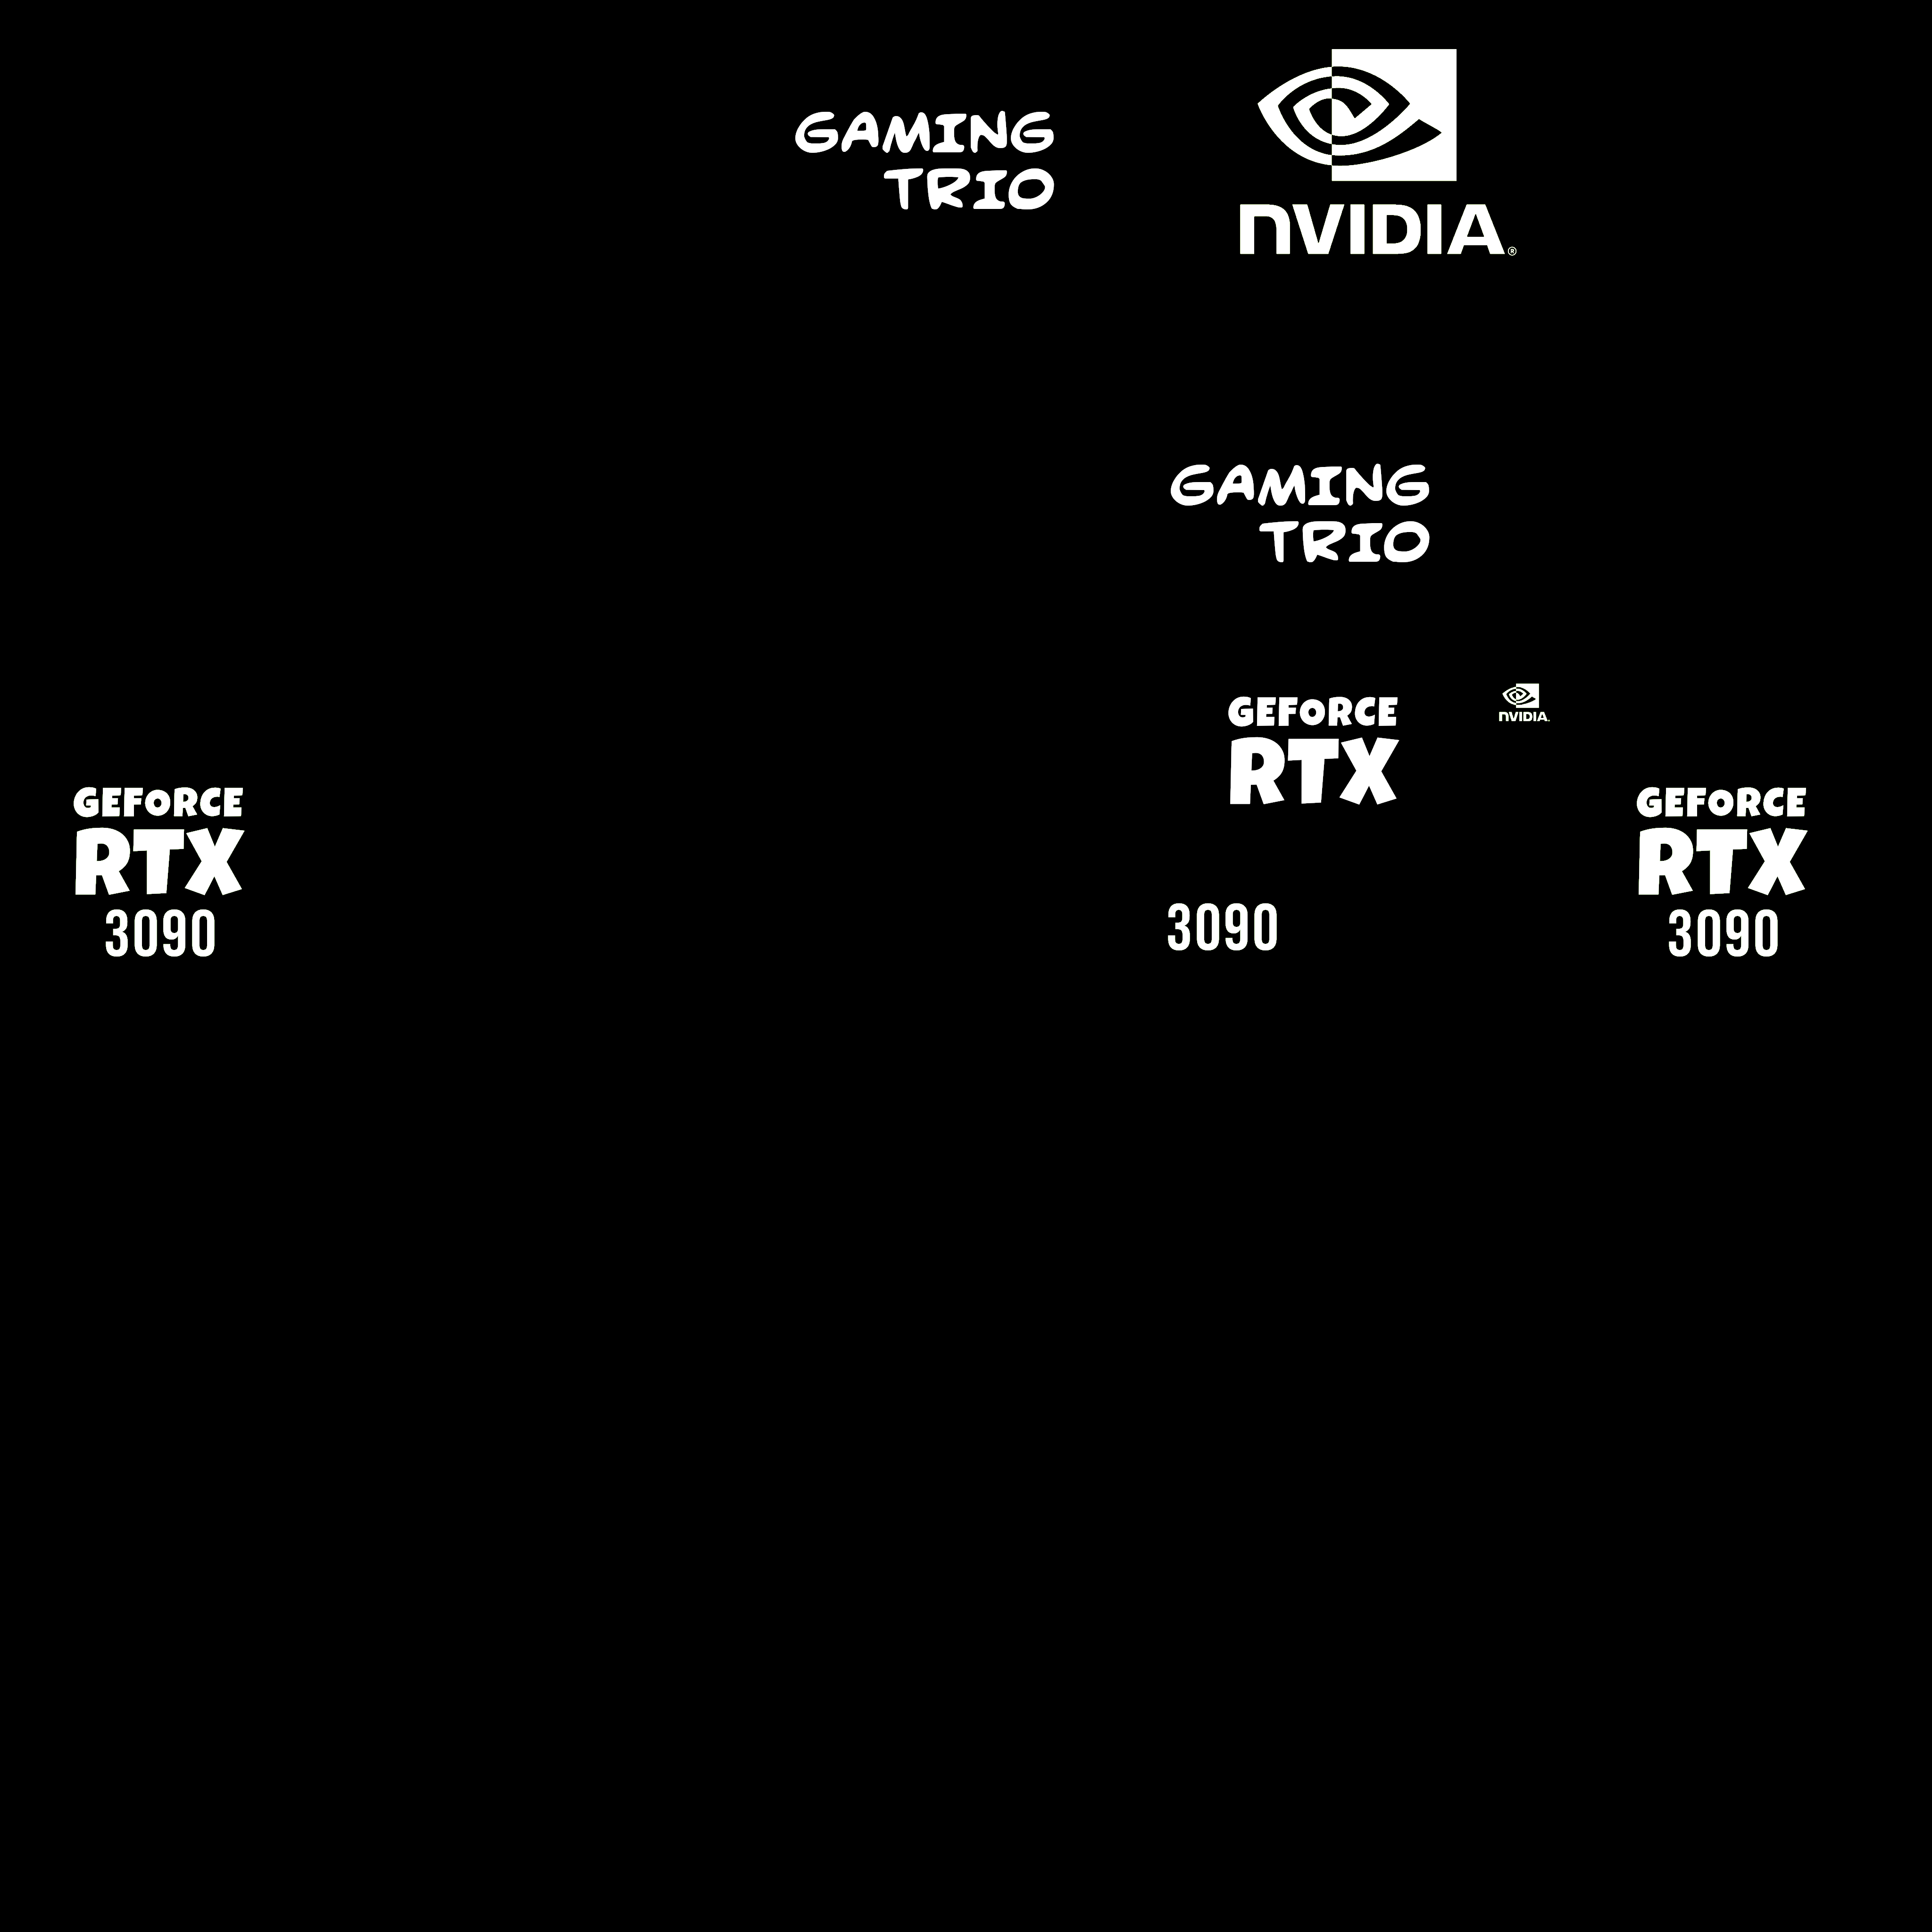 GAMING
TRIO
NVIDIA®
GAMING
TRIO
GEFORCE
RTX
NVIDIA
GEFORCE
RTX
3090
3090
GEFORCE
RTX
3090